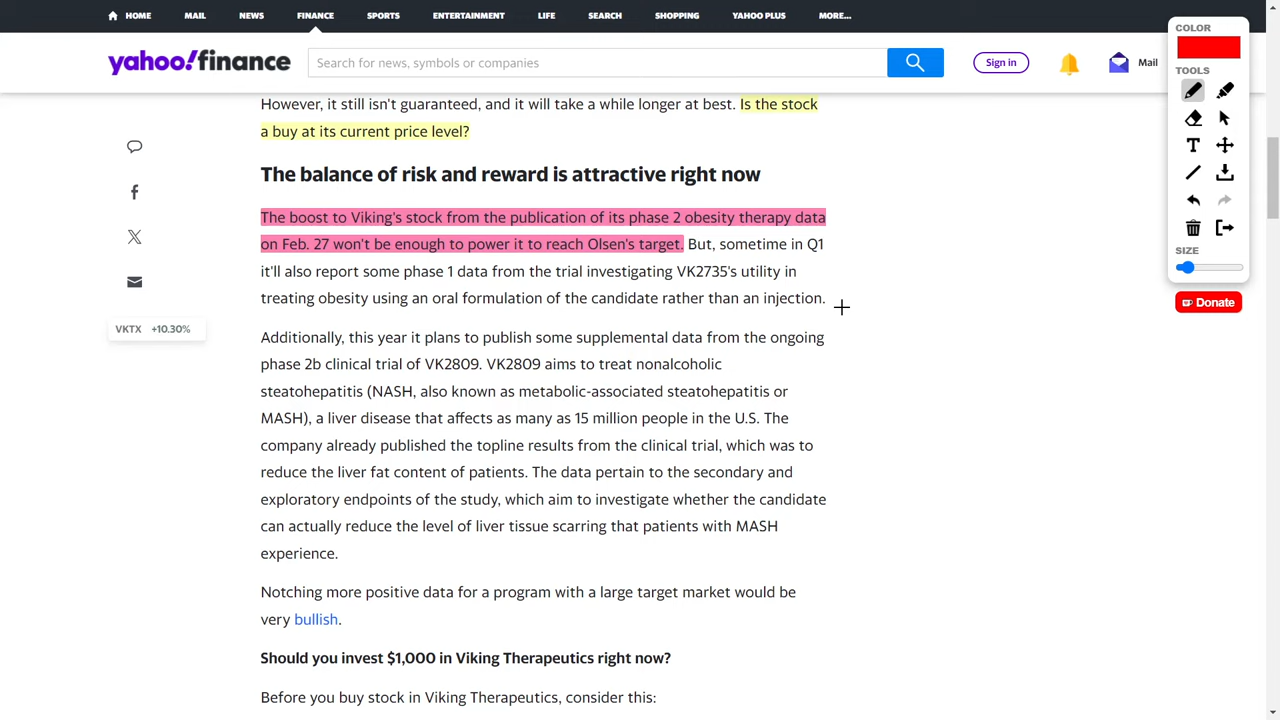 HOME MAIL NEWS FINANCE SPORTS ENTERTAINMENT LIFE SEARCH SHOPPING YAHOO PLUS MORE...
yahoo!finance Search for news, symbols or companies Sign in Mail
COLOR
TOOLS
T
SIZE
Donate
However, it still isn't guaranteed, and it will take a while longer at best. Is the stock
a buy at its current price level?
The balance of risk and reward is attractive right now
The boost to Viking's stock from the publication of its phase 2 obesity therapy data
on Feb. 27 won't be enough to power it to reach Olsen's target. But, sometime in Q1
it'll also report some phase 1 data from the trial investigating VK2735's utility in
treating obesity using an oral formulation of the candidate rather than an injection.
VKTX +10.30%
Additionally, this year it plans to publish some supplemental data from the ongoing
phase 2b clinical trial of VK2809. VK2809 aims to treat nonalcoholic
steatohepatitis (NASH, also known as metabolic-associated steatohepatitis or
MASH), a liver disease that affects as many as 15 million people in the U.S. The
company already published the topline results from the clinical trial, which was to
reduce the liver fat content of patients. The data pertain to the secondary and
exploratory endpoints of the study, which aim to investigate whether the candidate
can actually reduce the level of liver tissue scarring that patients with MASH
experience.
Notching more positive data for a program with a large target market would be
very bullish.
Should you invest $1,000 in Viking Therapeutics right now?
Before you buy stock in Viking Therapeutics, consider this: